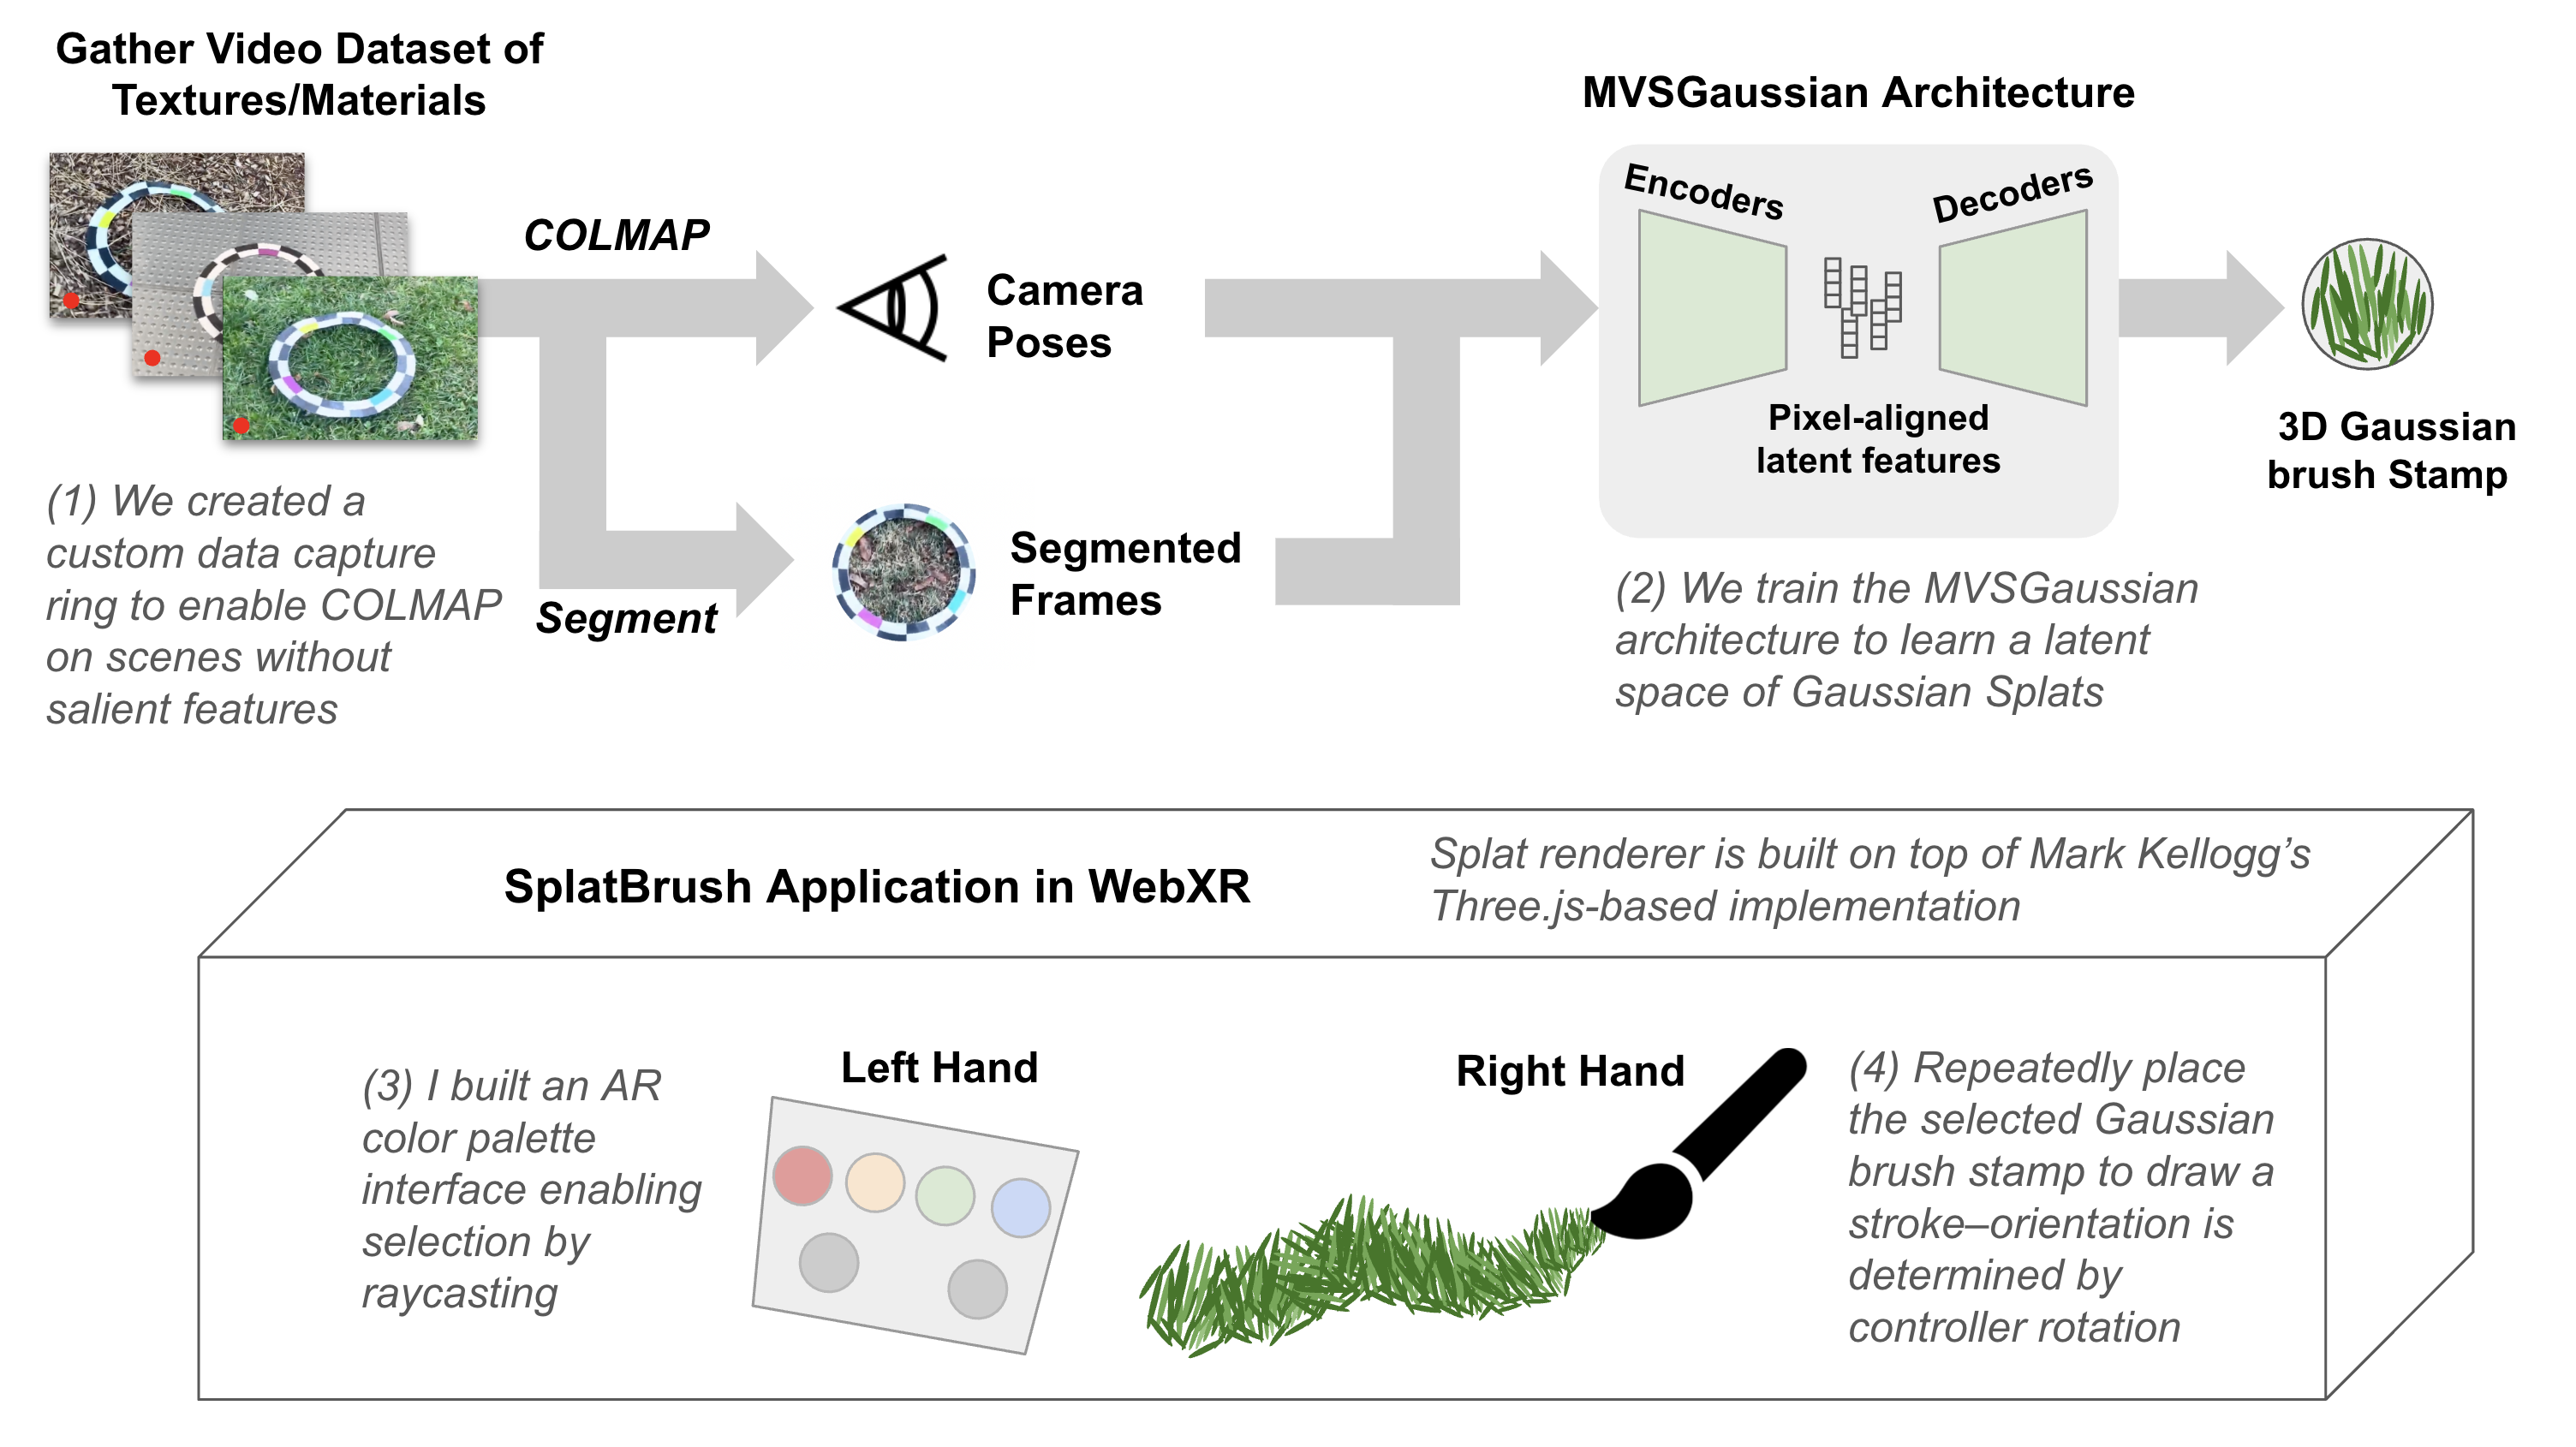 Gather Video Dataset of
Textures/Materials
COLMAP
Camera
Poses
MVSGaussian Architecture
Encoders
Decoders
Pixel-aligned
latent features
3D Gaussian
brush Stamp
(1) We created a
custom data capture
ring to enable COLMAP
on scenes without
salient features
Segment
Segmented
Frames
(2) We train the MVSGaussian
architecture to learn a latent
space of Gaussian Splats
SplatBrush Application in WebXR
Splat renderer is built on top of Mark Kellogg’s
Three.js-based implementation
(3) I built an AR
color palette
interface enabling
selection by
raycasting
Left Hand
Right Hand
(4) Repeatedly place
the selected Gaussian
brush stamp to draw a
stroke–orientation is
determined by
controller rotation